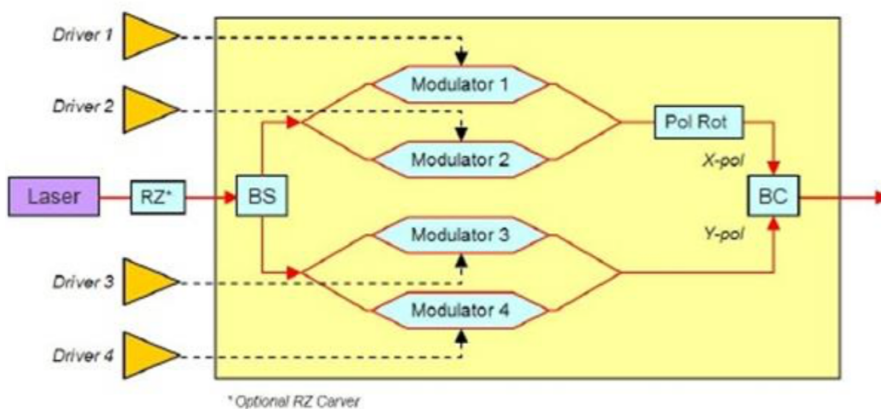 Driver 1
Modulator 1
Driver 2
Pol Rot
Modulator 2
X-pol
Laser
RZ*
BS
BC
Modulator 3
Y-pol
Driver 3
Modulator 4
Driver 4
* Optional RZ Carver